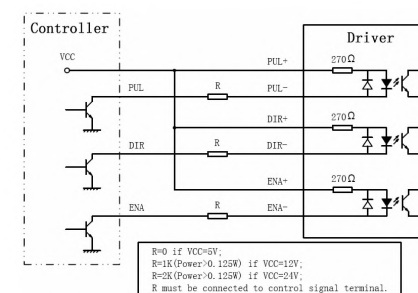 Controller
Driver
VCC
PUL+
270Ω
PUL
R
PUL-
DIR+
270Ω
DIR
R
DIR-
ENA+
270Ω
ENA
R
ENA-
R=0 if VCC=5V;
R=1K(Power>0.125W) if VCC=12V;
R=2K(Power>0.125W) if VCC=24V;
R must be connected to control signal terminal.